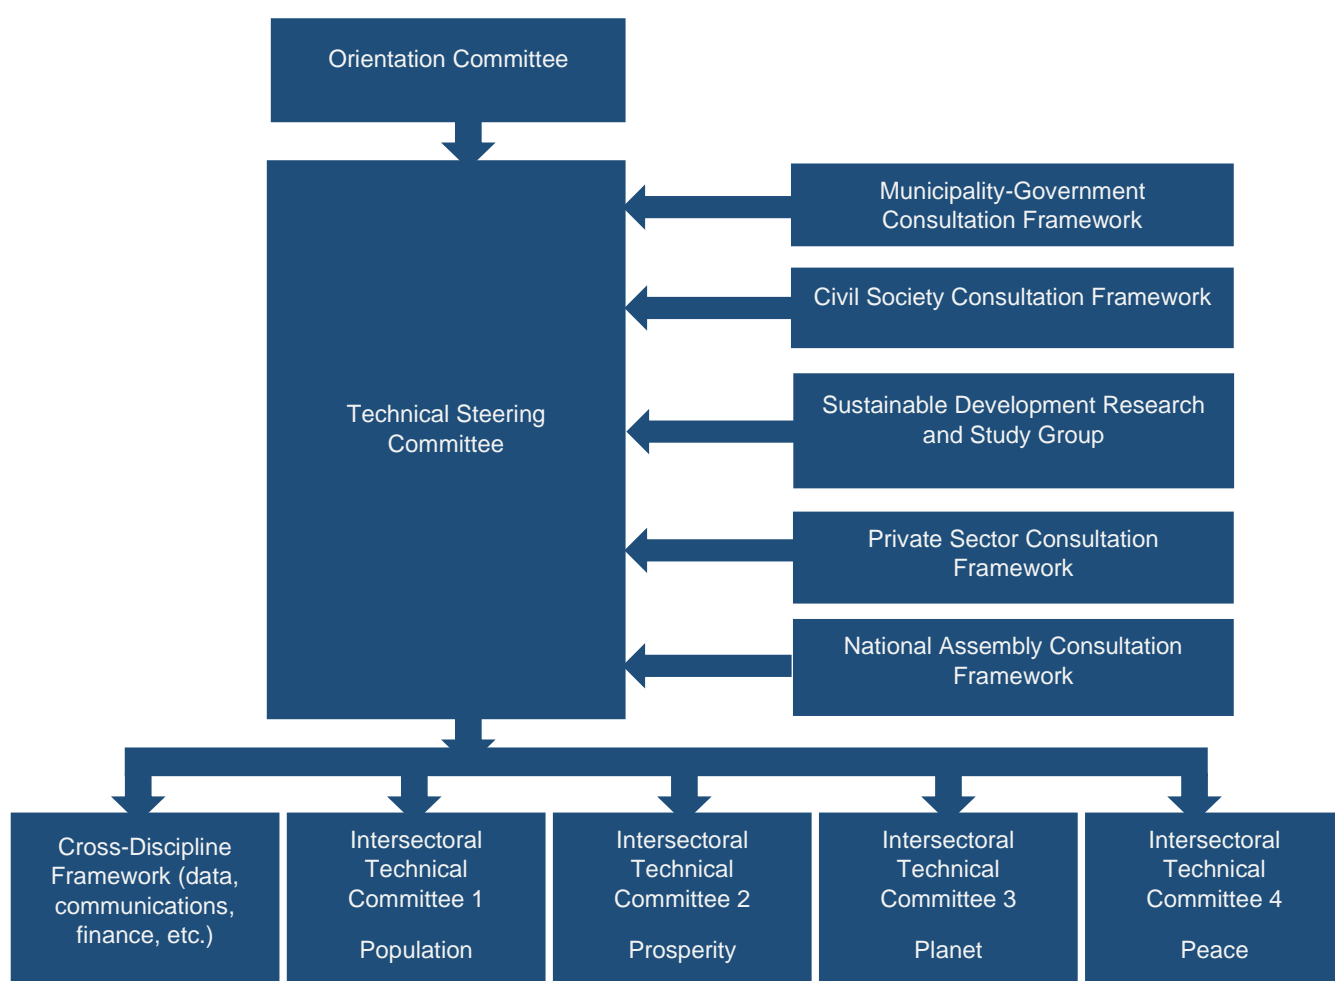 Orientation Committee
Municipality-Government
Consultation Framework
Civil Society Consultation Framework
Technical Steering
Committee
Sustainable Development Research
and Study Group
Private Sector Consultation
Framework
National Assembly Consultation
Framework
Cross-Discipline
Framework (data,
communications,
finance, etc.)
Intersectoral
Technical
Committee 1
Population
Intersectoral
Technical
Committee 2
Prosperity
Intersectoral
Technical
Committee 3
Planet
Intersectoral
Technical
Committee 4
Peace